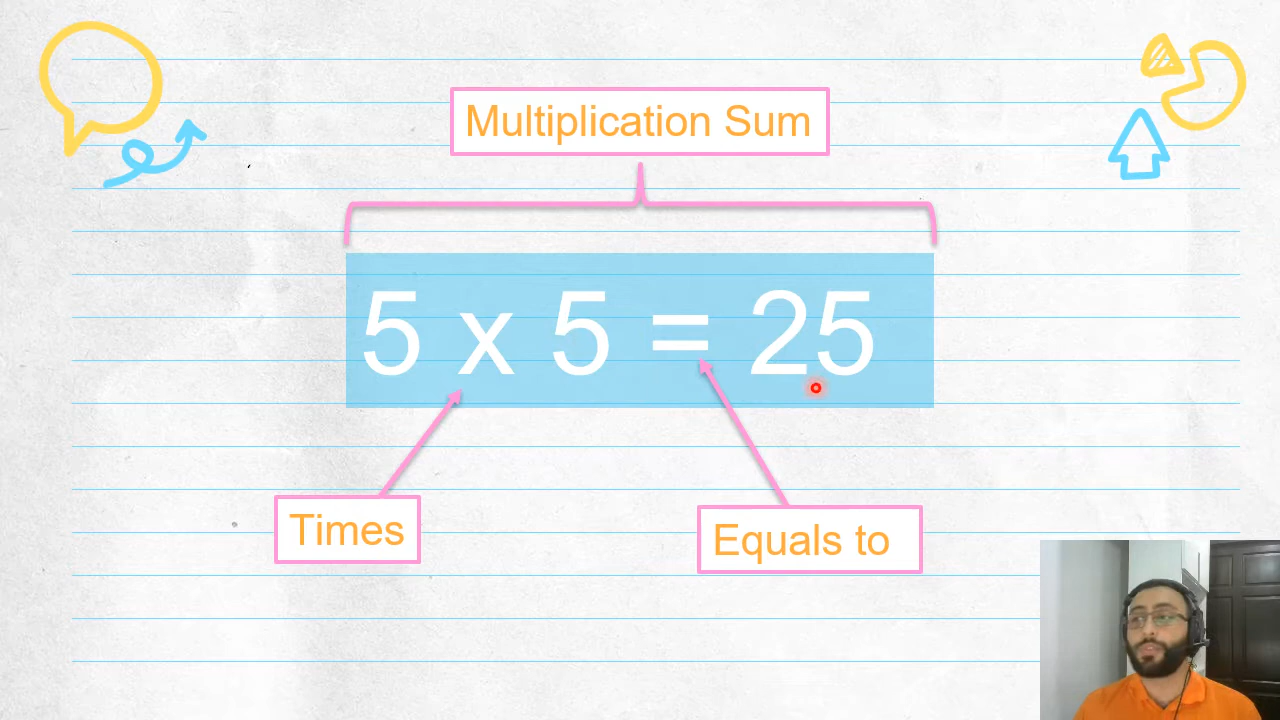 Multiplication Sum
5 x 5 = 25
Times
Equals to